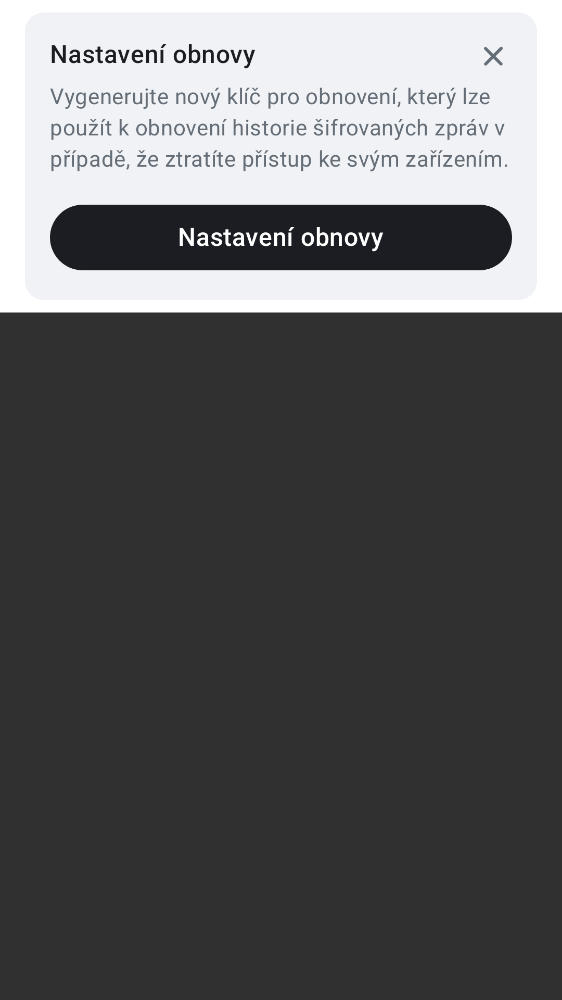 Nastavení obnovy
Vygenerujte nový klíč pro obnovení, který lze
použít k obnovení historie šifrovaných zpráv v
případě, že ztratíte přístup ke svým zařízením.
Nastavení obnovy